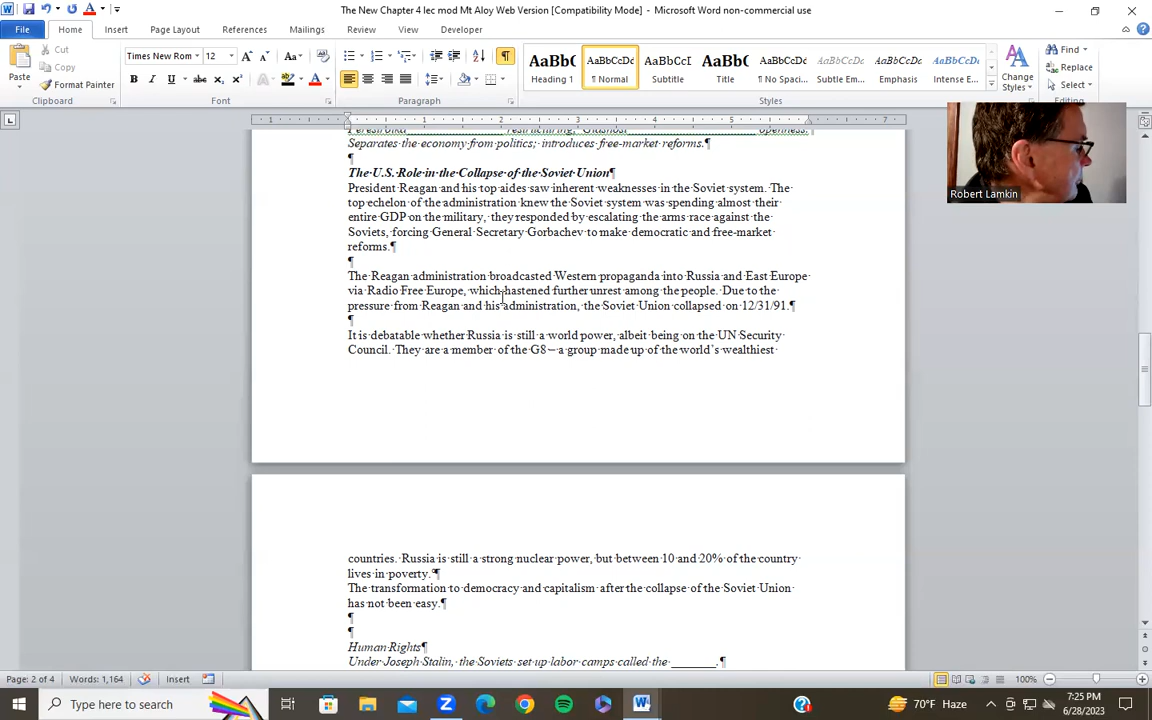 The New Chapter 4 lec mod Mt Aloy Web Version [Compatibility Mode] - Microsoft Word non-commercial use
File Home Insert Page Layout References Mailings Review View Developer
Cut
Copy
Format Painter
Paste
Times New Rom 12
AaBbC AaBbCcDc AaBbCcI AaBbC AaBbCcDc AaBbCcD AaBbCcDc
Heading 1 ¶ Normal Subtitle Title ¶ No Spaci... Subtle Em... Emphasis Intense E...
Change Styles
Find
Replace
Select
Clipboard Font Paragraph Styles Editing
1 1 2 3 4 5 6 7
openness.
Separates the economy from politics; introduces free-market reforms.¶
¶
The U.S. Role in the Collapse of the Soviet Union¶
President Reagan and his top aides saw inherent weaknesses in the Soviet system. The
top echelon of the administration knew the Soviet system was spending almost their
entire GDP on the military, they responded by escalating the arms race against the
Soviets, forcing General Secretary Gorbachev to make democratic and free-market
reforms.¶
¶
The Reagan administration broadcasted Western propaganda into Russia and East Europe
via Radio Free Europe, which hastened further unrest among the people. Due to the
pressure from Reagan and his administration, the Soviet Union collapsed on 12/31/91.¶
¶
It is debatable whether Russia is still a world power, albeit being on the UN Security
Council. They are a member of the G8– a group made up of the world's wealthiest
countries. Russia is still a strong nuclear power, but between 10 and 20% of the country
lives in poverty.¶
The transformation to democracy and capitalism after the collapse of the Soviet Union
has not been easy.¶
¶
¶
Human Rights¶
Under Joseph Stalin, the Soviets set up labor camps called the _______.¶
Robert Lamkin
Page: 2 of 4 Words: 1,164 Insert 100%
Type here to search
70°F Haze
7:25 PM
6/28/2023